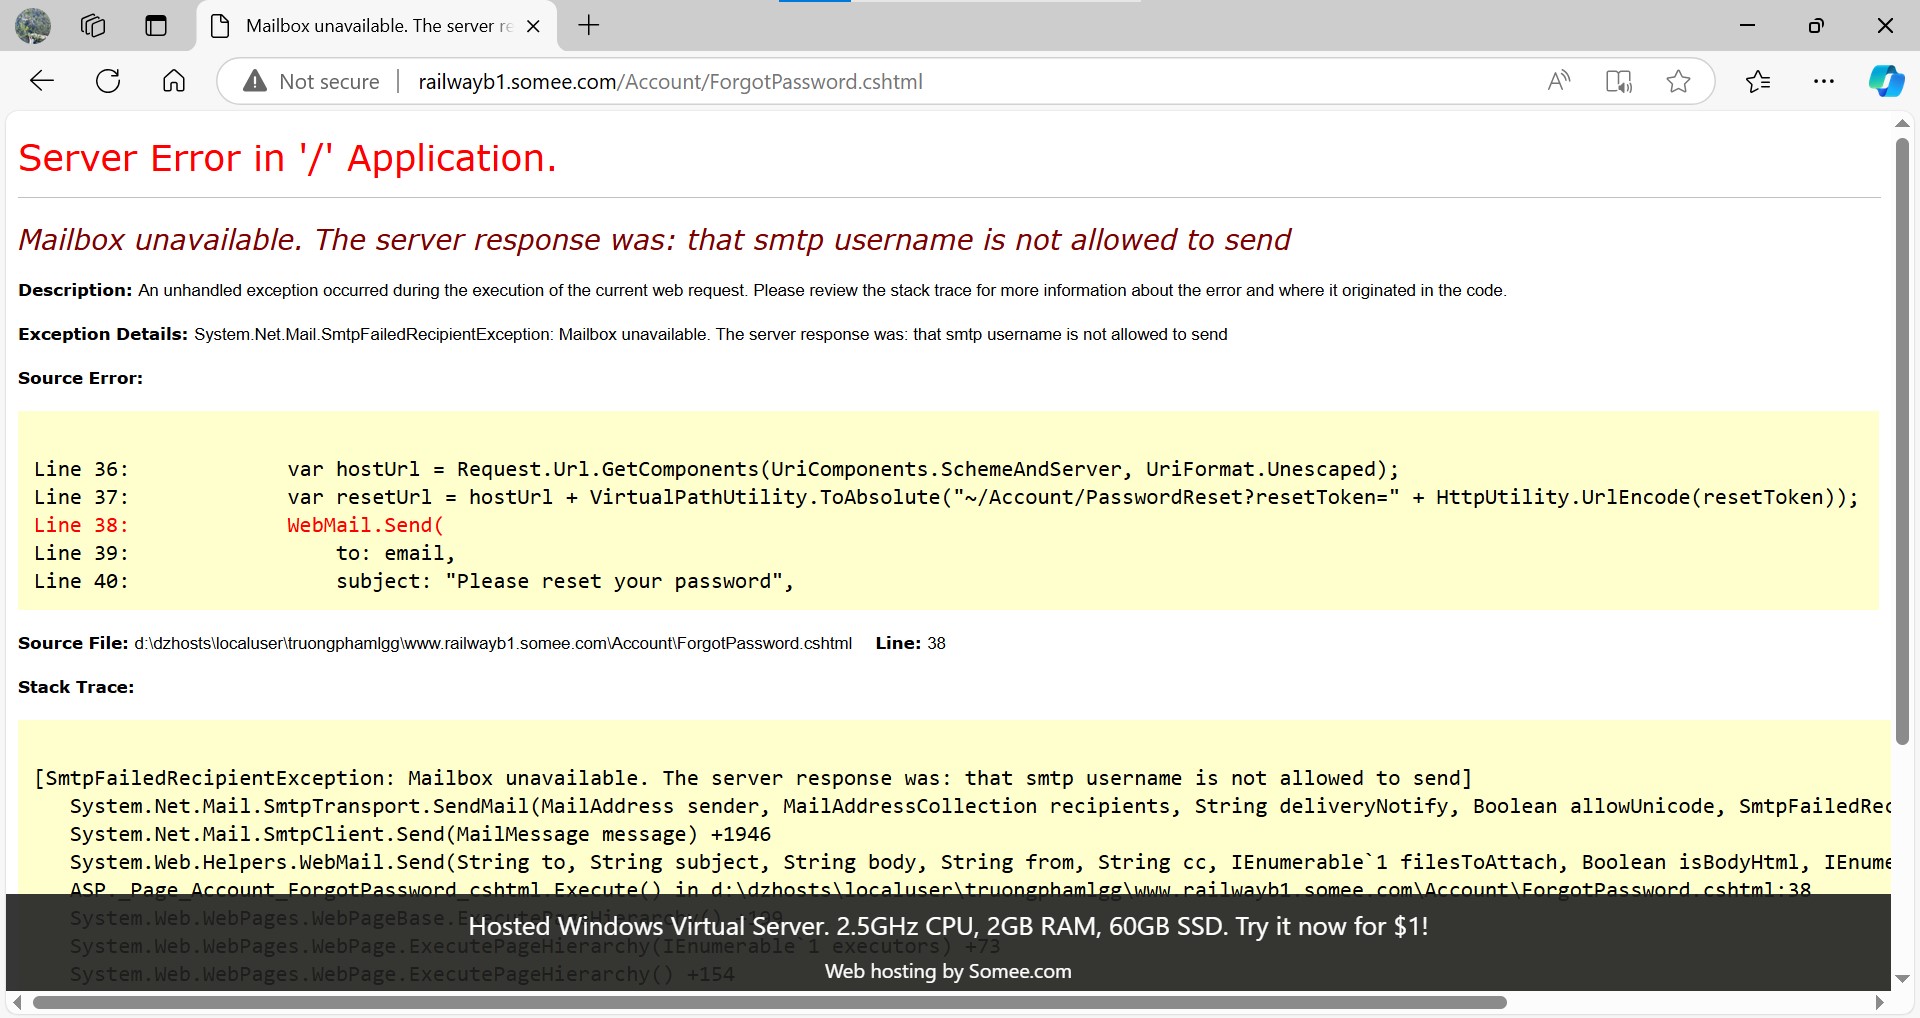 Mailbox unavailable. The server re
Not secure
railwayb1.somee.com/Account/ForgotPassword.cshtml
Server Error in '/' Application.
Mailbox unavailable. The server response was: that smtp username is not allowed to send
Description: An unhandled exception occurred during the execution of the current web request. Please review the stack trace for more information about the error and where it originated in the code.
Exception Details: System.Net.Mail.SmtpFailedRecipientException: Mailbox unavailable. The server response was: that smtp username is not allowed to send
Source Error:
Line 36:             var hostUrl = Request.Url.GetComponents(UriComponents.SchemeAndServer, UriFormat.Unescaped);
Line 37:             var resetUrl = hostUrl + VirtualPathUtility.ToAbsolute("~/Account/PasswordReset?resetToken=" + HttpUtility.UrlEncode(resetToken));
Line 38:             WebMail.Send(
Line 39:                 to: email,
Line 40:                 subject: "Please reset your password",
Source File: d:\dzhosts\localuser\truongphamlgg\www.railwayb1.somee.com\Account\ForgotPassword.cshtml    Line: 38
Stack Trace:
[SmtpFailedRecipientException: Mailbox unavailable. The server response was: that smtp username is not allowed to send]
System.Net.Mail.SmtpTransport.SendMail(MailAddress sender, MailAddressCollection recipients, String deliveryNotify, Boolean allowUnicode, SmtpFailedRec
System.Net.Mail.SmtpClient.Send(MailMessage message) +1946
System.Web.Helpers.WebMail.Send(String to, String subject, String body, String from, String cc, IEnumerable`1 filesToAttach, Boolean isBodyHtml, IEnume
ASP._Page_Account_ForgotPassword_cshtml.Execute() in d:\dzhosts\localuser\truongphamlgg\www.railwayb1.somee.com\Account\ForgotPassword.cshtml:38
System.Web.WebPages.WebPageBase.ExecutePageHierarchy()
Hosted Windows Virtual Server. 2.5GHz CPU, 2GB RAM, 60GB SSD. Try it now for $1!
System.Web.WebPages.WebPage.ExecutePageHierarchy(IEnumerable`1 executors) +73
Web hosting by Somee.com
System.Web.WebPages.WebPage.ExecutePageHierarchy() +154